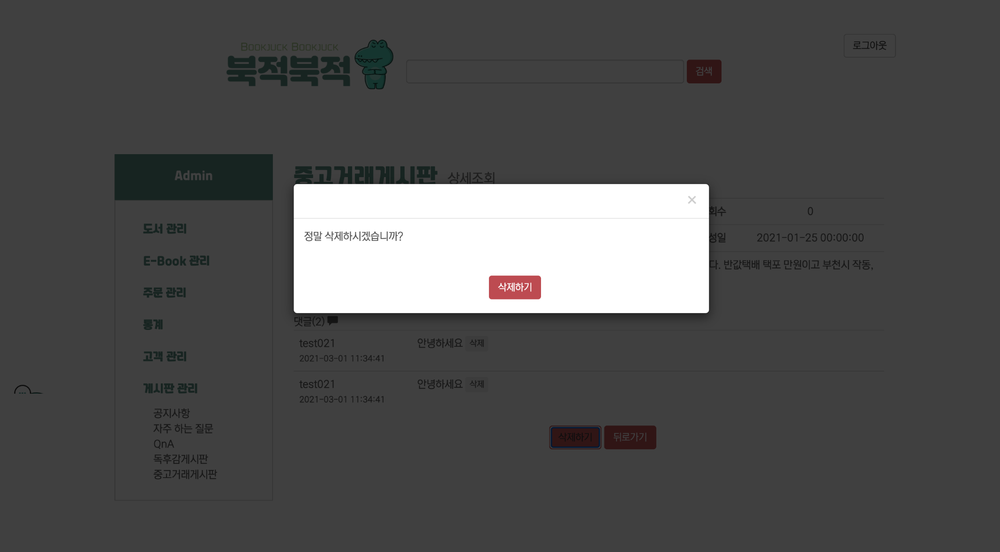 로그아웃
BOOKJUCK BOOKJUCK
북적북적
검색
Admin
도서 관리
E-Book 관리
주문 관리
통계
고객 관리
게시판 관리
공지사항
자주 하는 질문
QnA
독후감게시판
중고거래게시판
중고거래게시판 상세조회
×
정말 삭제하시겠습니까?
삭제하기
회수 0
성일 2021-01-25 00:00:00
다. 반값택배 택포 만원이고 부천시 작동,
댓글(2)
test021 안녕하세요 삭제
2021-03-01 11:34:41
test021 안녕하세요 삭제
2021-03-01 11:34:41
삭제하기 뒤로가기